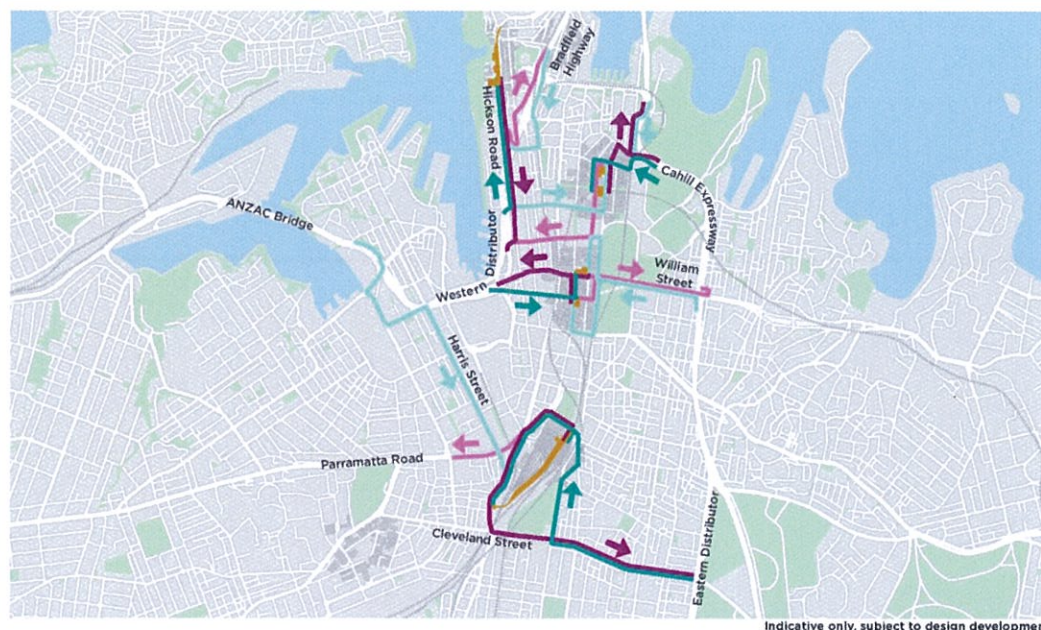 Bradfield
Highway
Hickson Road
Cahill Expressway
ANZAC Bridge
Distributor
William
Street
Western
Harris Street
Parramatta Road
Cleveland Street
Eastern Distributor
Indicative only, subject to design developmen